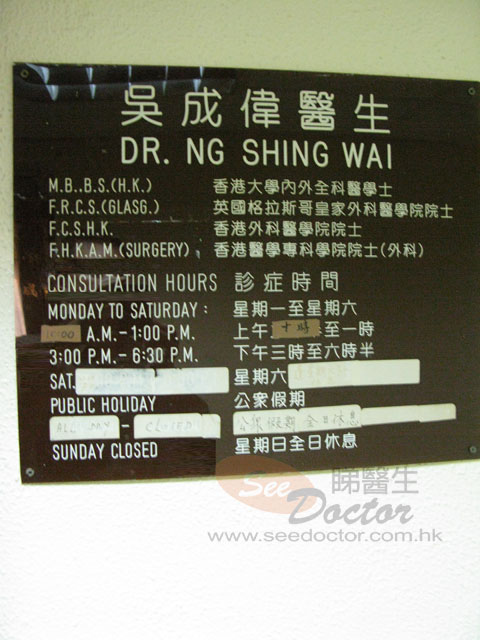 吳成偉醫生
DR. NG SHING WAI
M.B..B.S.(H.K.) 香港大學內外全科醫學士
F.R.C.S.(GLASG.) 英國格拉斯哥皇家外科醫學院院士
F.C.S.H.K. 香港外科醫學院院士
F.H.K.A.M.(SURGERY) 香港醫學專科學院院士(外科)
CONSULTATION HOURS 診症時間
MONDAY TO SATURDAY : 星期一至星期六
10:00 A.M.-1:00 P.M. 上午十時至一時
3:00 P.M.-6:30 P.M. 下午三時至六時半
SAT. 星期六
PUBLIC HOLIDAY 公眾假期
ALL DAY - CLOSED 公眾假期 全日休息
SUNDAY CLOSED 星期日全日休息
See 睇醫生
Doctor
www.seedoctor.com.hk